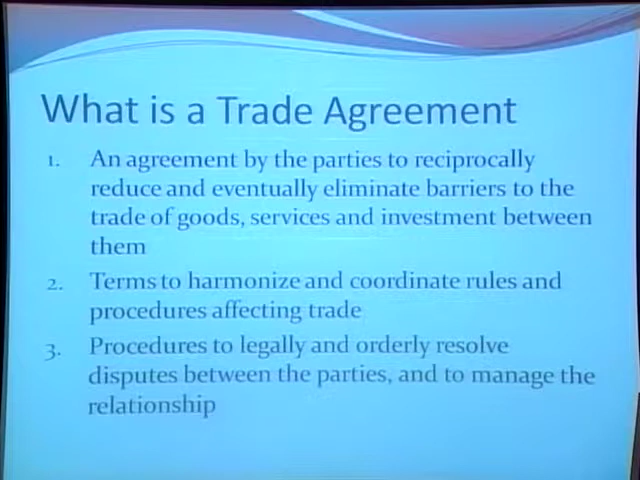 What is a Trade Agreement
1. An agreement by the parties to reciprocally
reduce and eventually eliminate barriers to the
trade of goods, services and investment between
them
2. Terms to harmonize and coordinate rules and
procedures affecting trade
3. Procedures to legally and orderly resolve
disputes between the parties, and to manage the
relationship